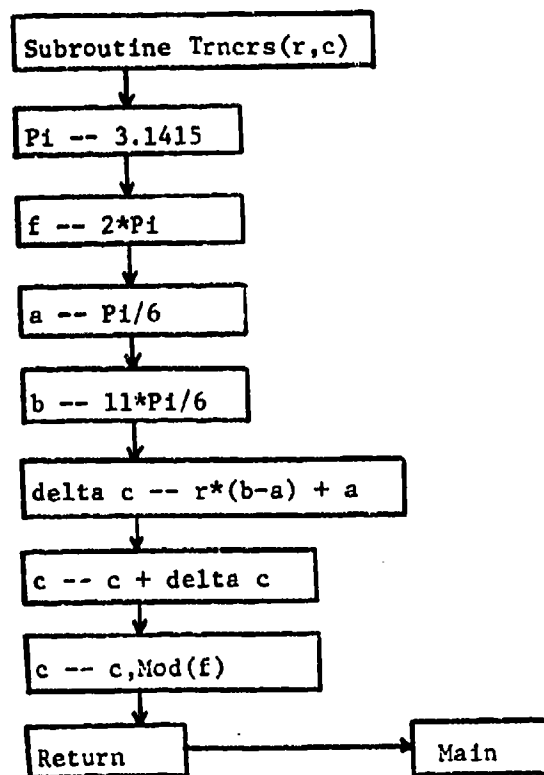 Subroutine Trncrs(r,c)
Pi -- 3.1415
f -- 2*Pi
a -- Pi/6
b -- 11*Pi/6
delta c -- r*(b-a) + a
c -- c + delta c
c -- c,Mod(f)
Return
Main